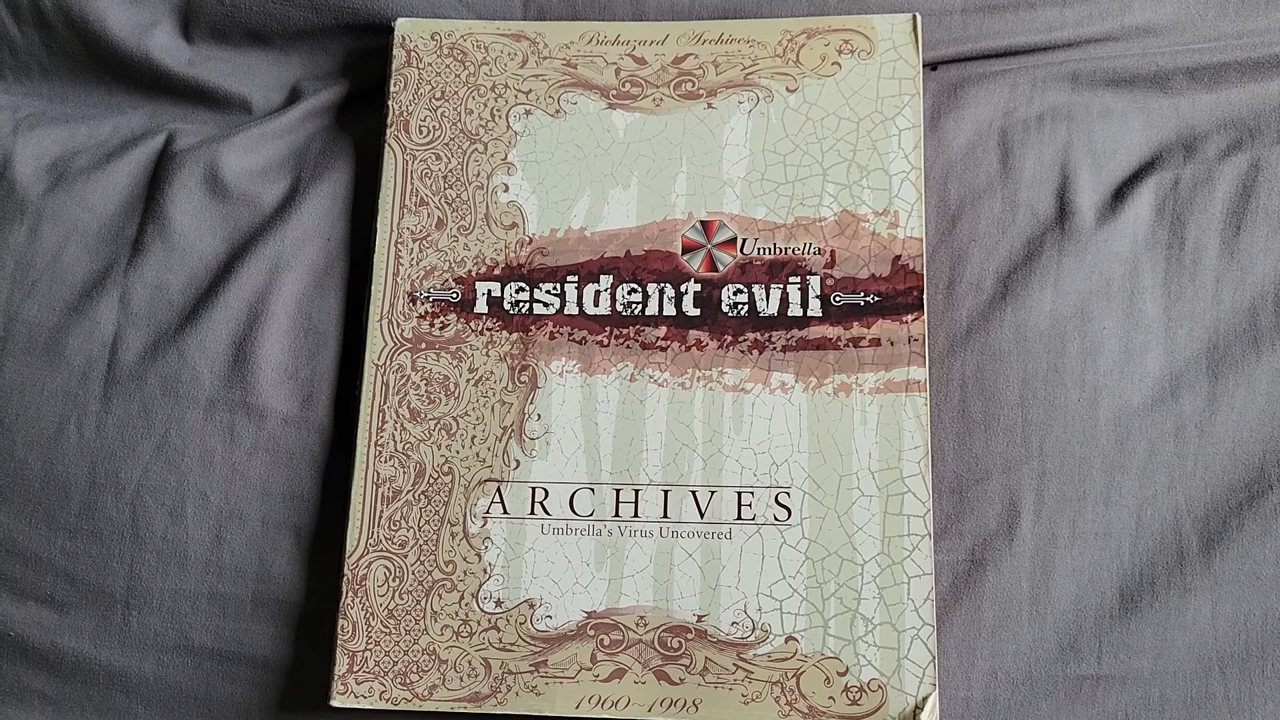 Biohazard Archives
Umbrella
resident evil®
ARCHIVES
Umbrella's Virus Uncovered
1960~1998